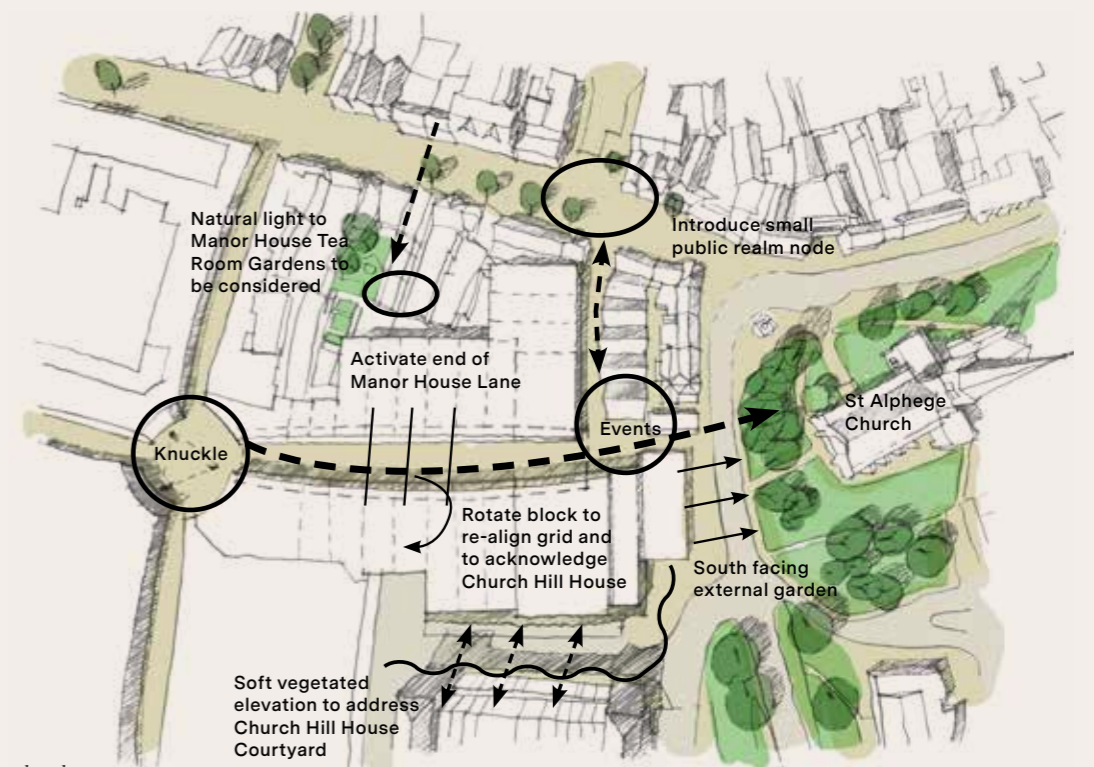 Natural light to
Manor House Tea
Room Gardens to
be considered
Introduce small
public realm node
Activate end of
Manor House Lane
St Alphege
Church
Events
Knuckle
Rotate block to
re-align grid and
to acknowledge
Church Hill House
South facing
external garden
Soft vegetated
elevation to address
Church Hill House
Courtyard